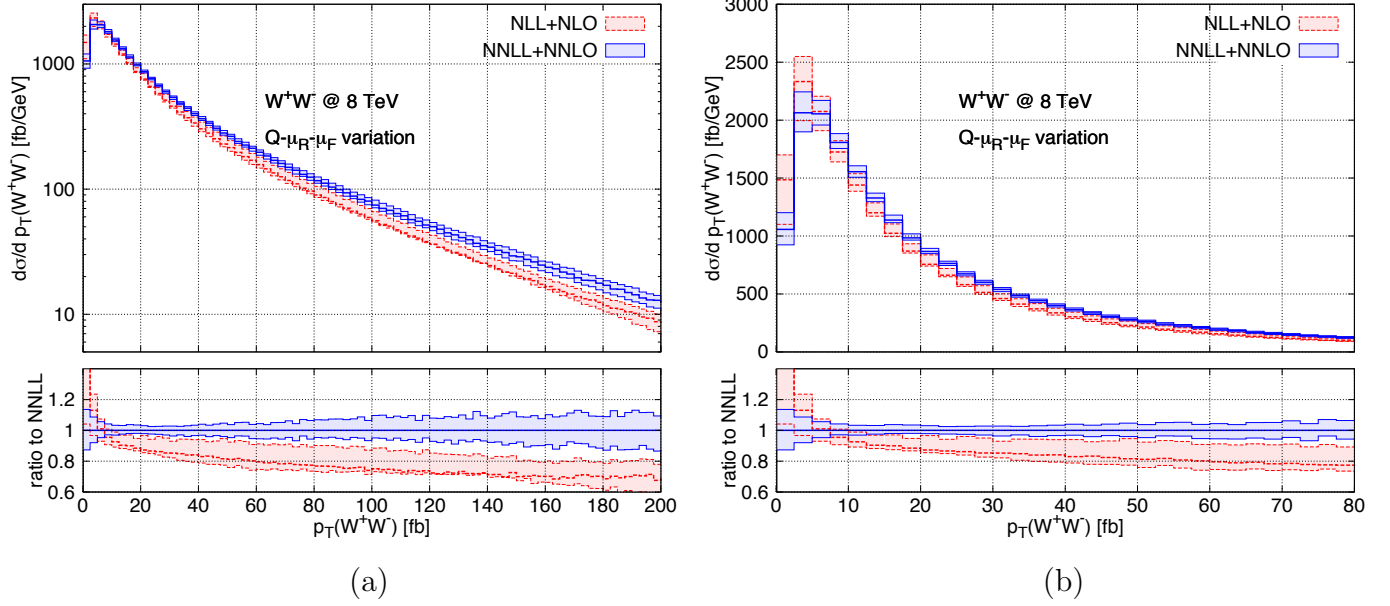 NLL+NLO
NNLL+NNLO
W+W- @ 8 TeV
Q-μR-μF variation
dσ/d pT(W+W-) [fb/GeV]
1000
100
10
ratio to NNLL
1.2
1
0.8
0.6
0 20 40 60 80 100 120 140 160 180 200
pT(W+W-) [fb]
(a)
NLL+NLO
NNLL+NNLO
W+W- @ 8 TeV
Q-μR-μF variation
dσ/d pT(W+W-) [fb/GeV]
3000
2500
2000
1500
1000
500
0
ratio to NNLL
1.2
1
0.8
0.6
0 10 20 30 40 50 60 70 80
pT(W+W-) [fb]
(b)